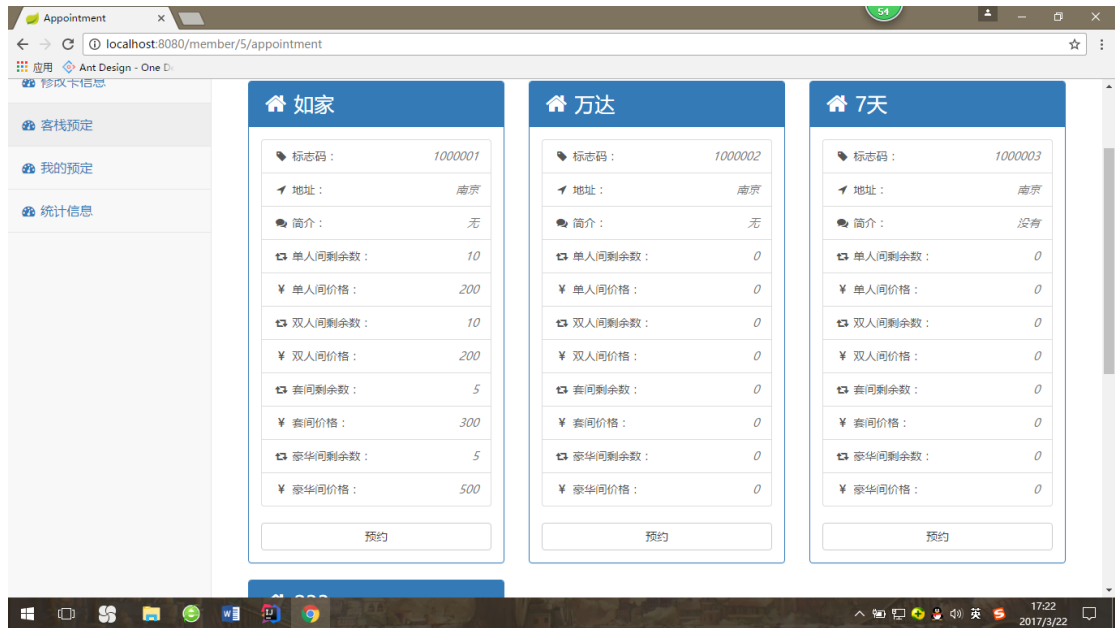 54
Appointment
localhost:8080/member/5/appointment
应用 Ant Design - One D
修改卡信息
客栈预定
我的预定
统计信息
如家
标志码： 1000001
地址： 南京
简介： 无
单人间剩余数： 10
¥ 单人间价格： 200
双人间剩余数： 10
¥ 双人间价格： 200
套间剩余数： 5
¥ 套间价格： 300
豪华间剩余数： 5
¥ 豪华间价格： 500
预约
万达
标志码： 1000002
地址： 南京
简介： 无
单人间剩余数： 0
¥ 单人间价格： 0
双人间剩余数： 0
¥ 双人间价格： 0
套间剩余数： 0
¥ 套间价格： 0
豪华间剩余数： 0
¥ 豪华间价格： 0
预约
7天
标志码： 1000003
地址： 南京
简介： 没有
单人间剩余数： 0
¥ 单人间价格： 0
双人间剩余数： 0
¥ 双人间价格： 0
套间剩余数： 0
¥ 套间价格： 0
豪华间剩余数： 0
¥ 豪华间价格： 0
预约
英
17:22
2017/3/22